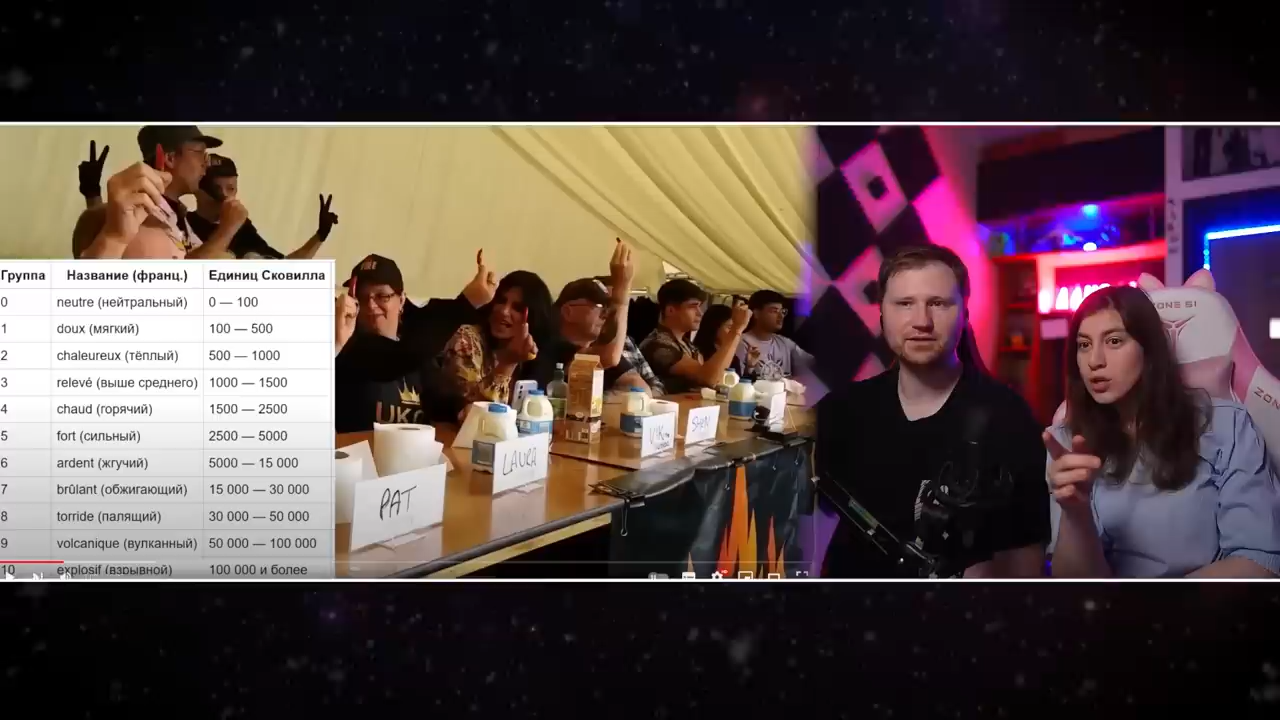 Группа Название (франц.) Единиц Сковилла
0 neutre (нейтральный) 0 — 100
1 doux (мягкий) 100 — 500
2 chaleureux (тёплый) 500 — 1000
3 relevé (выше среднего) 1000 — 1500
4 chaud (горячий) 1500 — 2500
5 fort (сильный) 2500 — 5000
6 ardent (жгучий) 5000 — 15 000
7 brûlant (обжигающий) 15 000 — 30 000
8 torride (палящий) 30 000 — 50 000
9 volcanique (вулканный) 50 000 — 100 000
10 explosif (взрывной) 100 000 и более
PAT
LAURA